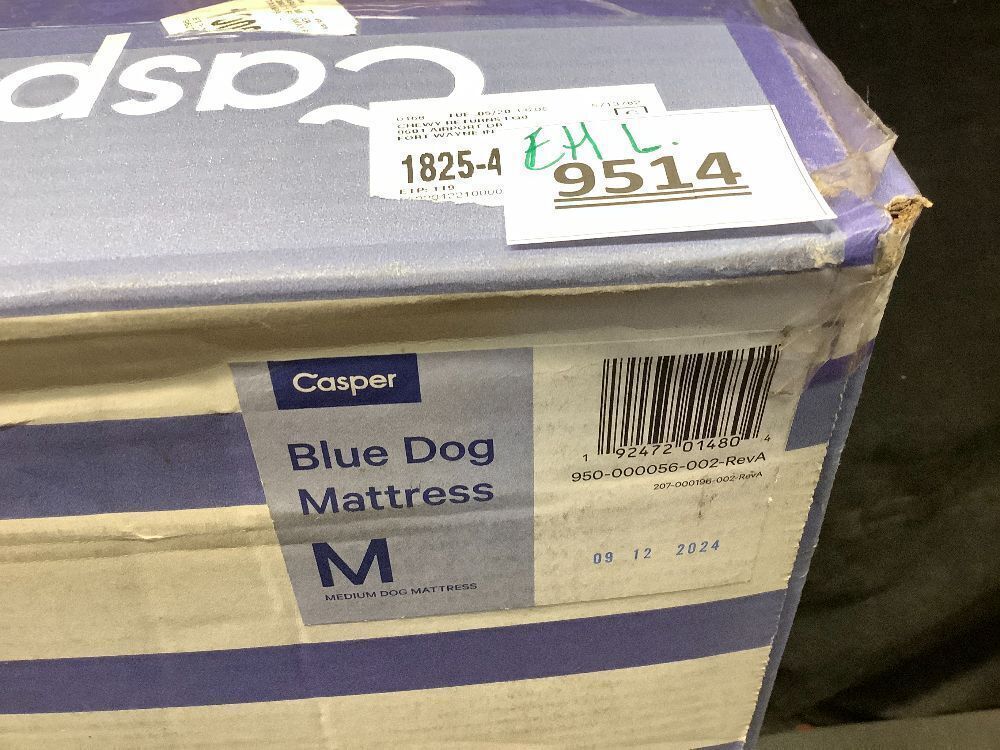 Casp
CHEWY RETURNS
FORT WAYNE IN
1825-4
EHL.
9514
Casper
Blue Dog
Mattress
M
MEDIUM DOG MATTRESS
1 92472 01480 4
950-000056-002-RevA
207-000196-002-RevA
09 12 2024